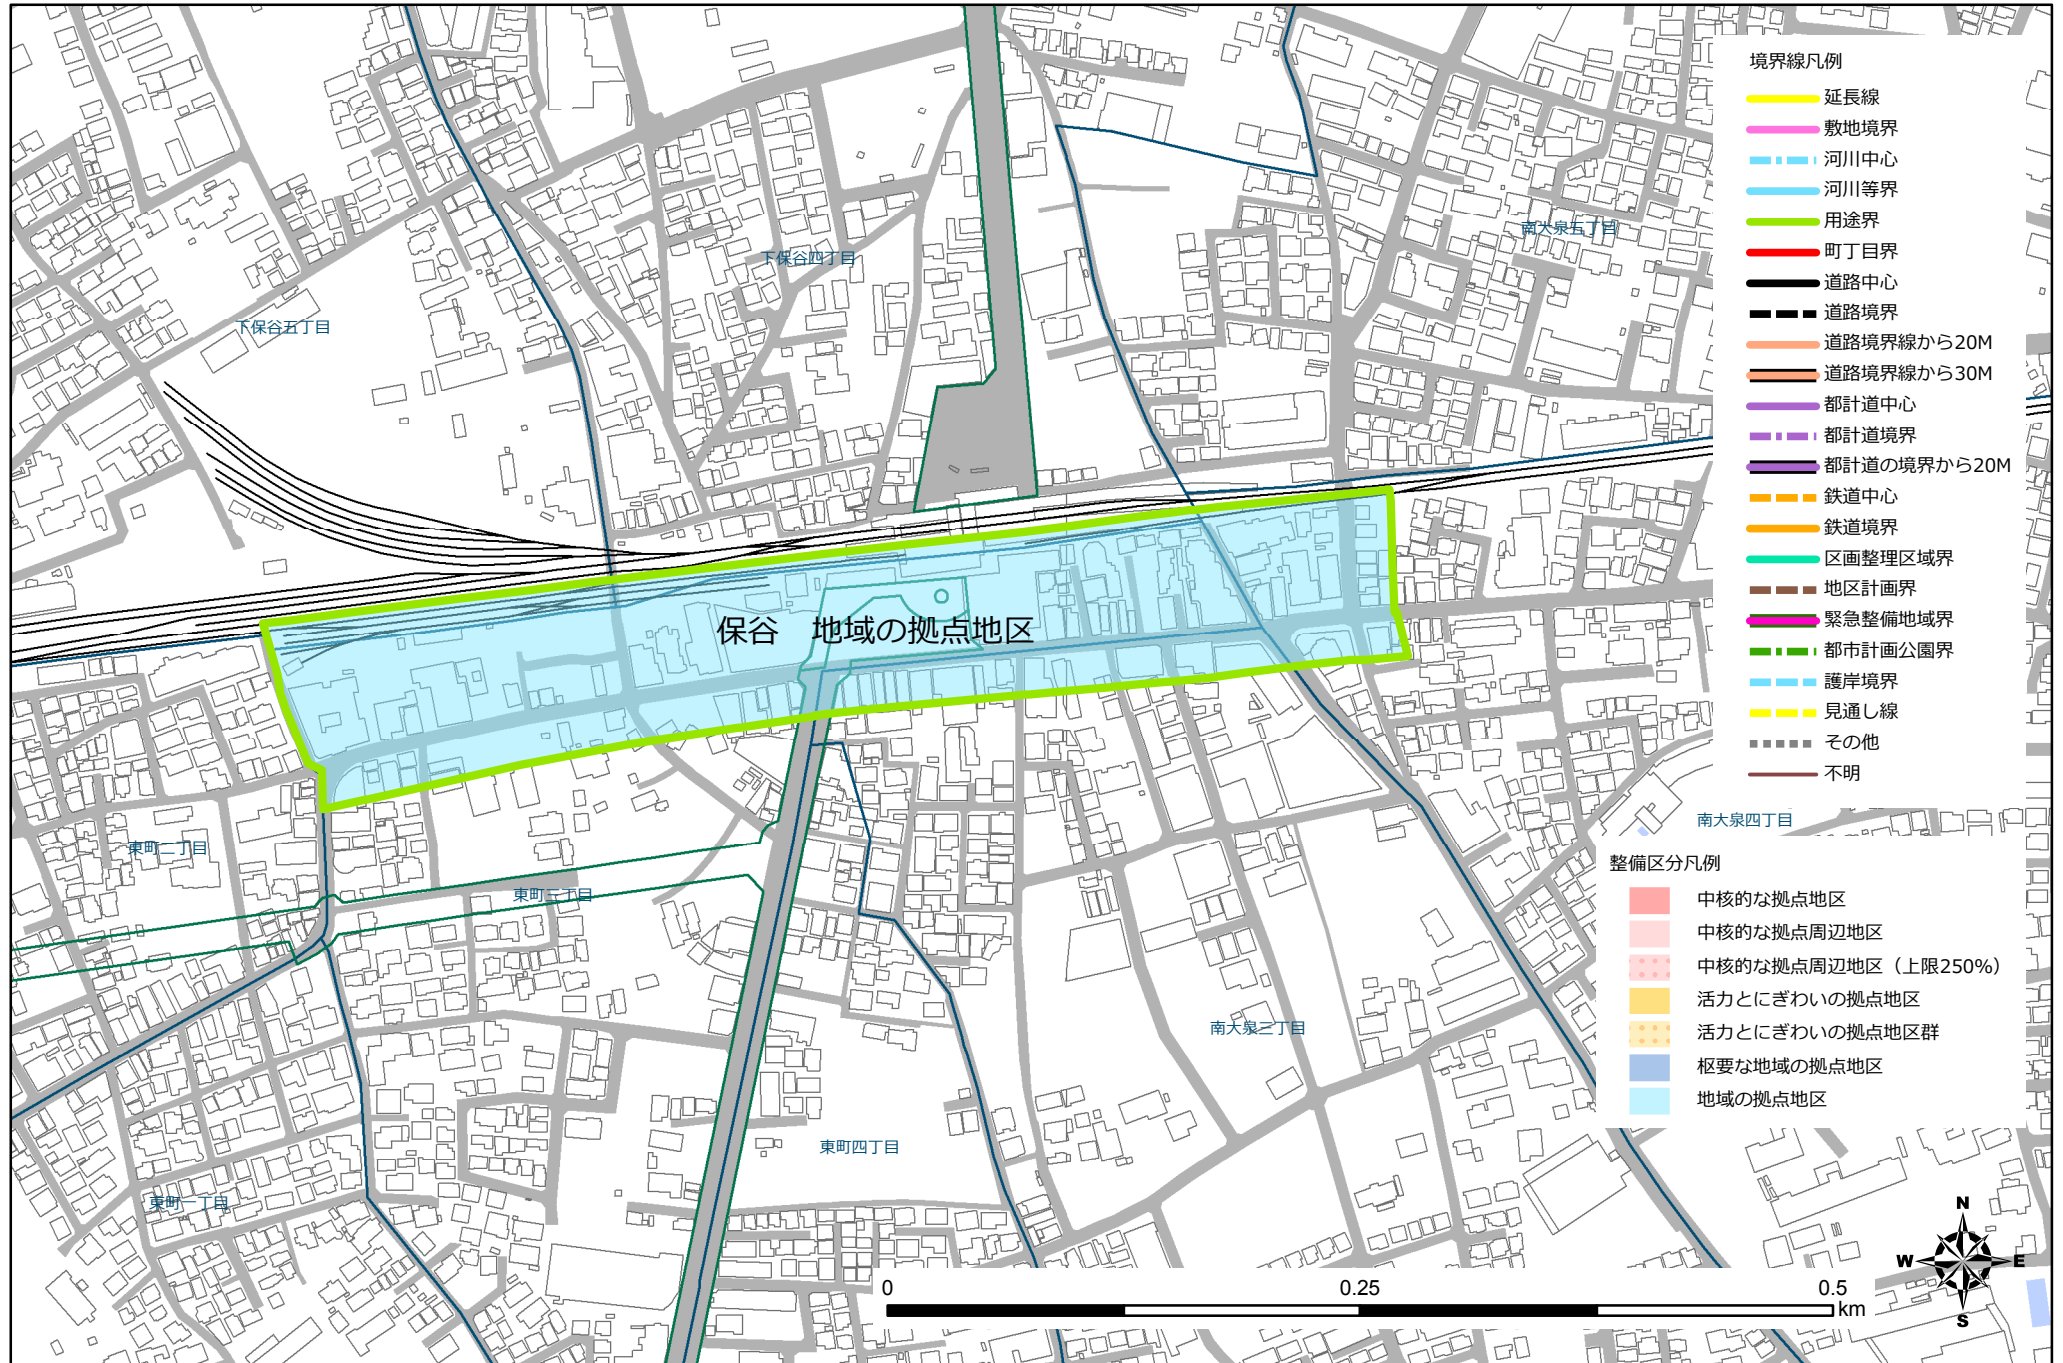 境界線凡例
延長線
敷地境界
河川中心
河川等界
用途界
町丁目界
道路中心
道路境界
道路境界線から20M
道路境界線から30M
都計道中心
都計道境界
都計道の境界から20M
鉄道中心
鉄道境界
区画整理区域界
地区計画界
緊急整備地域界
都市計画公園界
護岸境界
見通し線
その他
不明
南大泉五丁目
下保谷四丁目
下保谷五丁目
保谷　地域の拠点地区
南大泉四丁目
東町二丁目
東町三丁目
南大泉三丁目
東町四丁目
東町一丁目
整備区分凡例
中核的な拠点地区
中核的な拠点周辺地区
中核的な拠点周辺地区（上限250%）
活力とにぎわいの拠点地区
活力とにぎわいの拠点地区群
枢要な地域の拠点地区
地域の拠点地区
N
W E
S
0 0.25 0.5
km